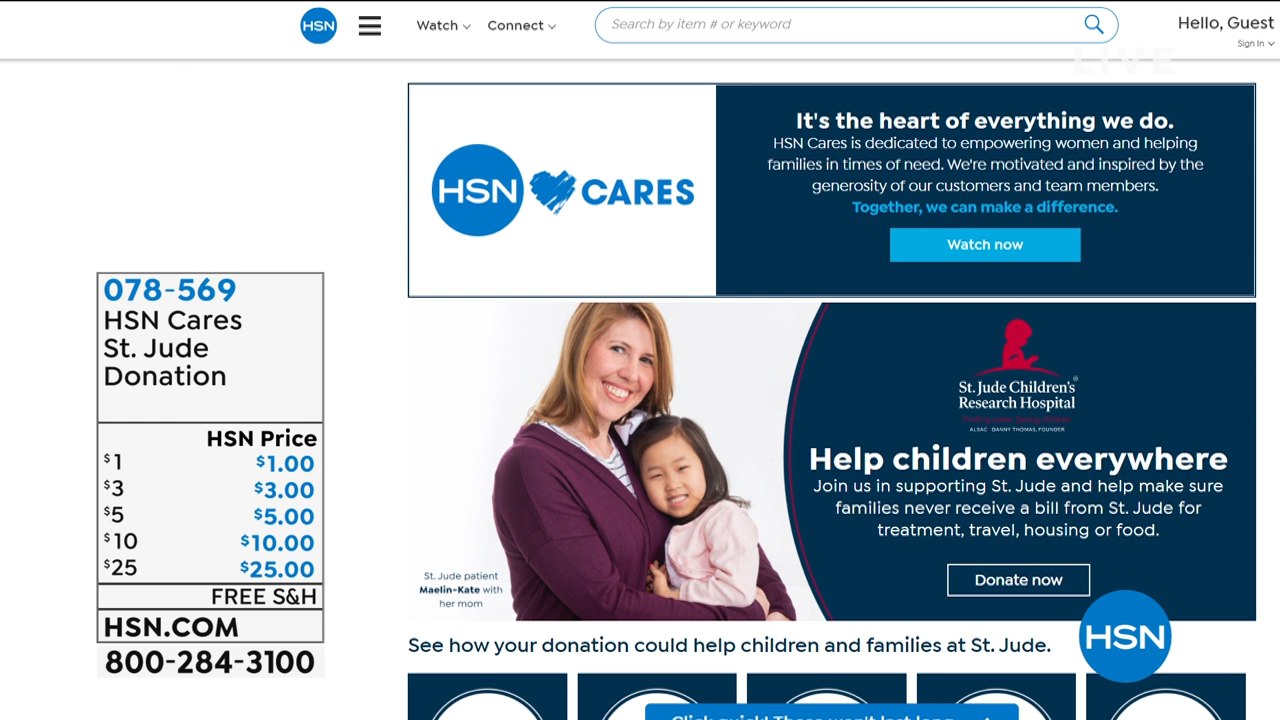 HSN
Watch
Connect
Search by item # or keyword
Hello, Guest
Sign In
LIVE
HSN CARES
It's the heart of everything we do.
HSN Cares is dedicated to empowering women and helping
families in times of need. We're motivated and inspired by the
generosity of our customers and team members.
Together, we can make a difference.
Watch now
078-569
HSN Cares
St. Jude
Donation
HSN Price
$1 $1.00
$3 $3.00
$5 $5.00
$10 $10.00
$25 $25.00
FREE S&H
HSN.COM
800-284-3100
St. Jude patient
Maelin-Kate with
her mom
St. Jude Children's®
Research Hospital
ALSAC DANNY THOMAS, FOUNDER
Help children everywhere
Join us in supporting St. Jude and help make sure
families never receive a bill from St. Jude for
treatment, travel, housing or food.
Donate now
See how your donation could help children and families at St. Jude.
HSN
Click quick! These won't last long